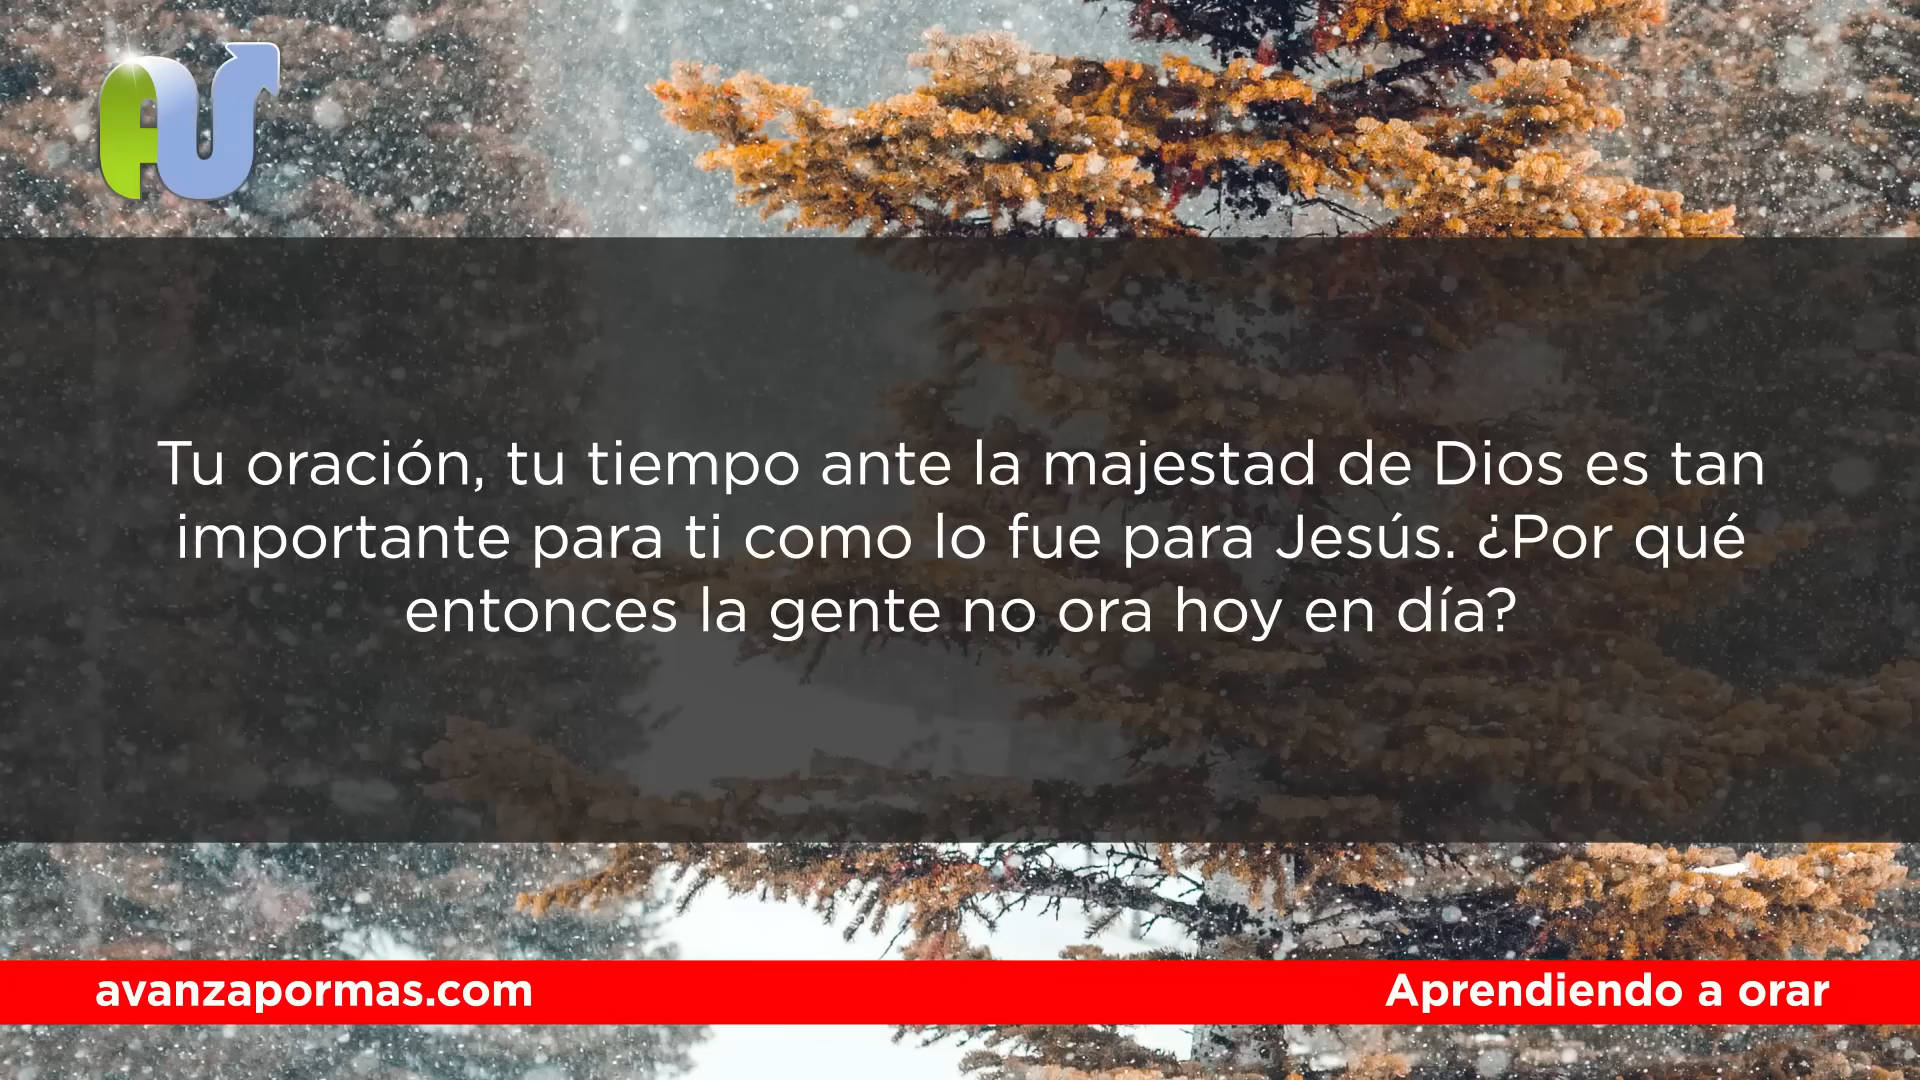 Tu oración, tu tiempo ante la majestad de Dios es tan
importante para ti como lo fue para Jesús. ¿Por qué
entonces la gente no ora hoy en día?
avanzapormas.com
Aprendiendo a orar